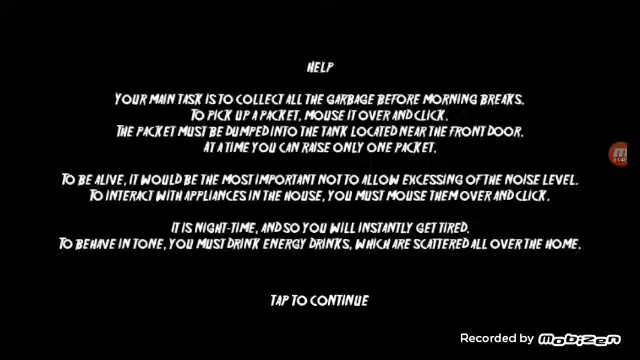 HELP
YOUR MAIN TASK IS TO COLLECT ALL THE GARBAGE BEFORE MORNING BREAKS.
TO PICK UP A PACKET, MOUSE IT OVER AND CLICK.
THE PACKET MUST BE DUMPED INTO THE TANK LOCATED NEAR THE FRONT DOOR.
AT A TIME YOU CAN RAISE ONLY ONE PACKET.
TO BE ALIVE, IT WOULD BE THE MOST IMPORTANT NOT TO ALLOW EXCESSING OF THE NOISE LEVEL.
TO INTERACT WITH APPLIANCES IN THE HOUSE, YOU MUST MOUSE THEM OVER AND CLICK.
IT IS NIGHT-TIME, AND SO YOU WILL INSTANTLY GET TIRED.
TO BEHAVE IN TONE, YOU MUST DRINK ENERGY DRINKS, WHICH ARE SCATTERED ALL OVER THE HOME.
TAP TO CONTINUE
Recorded by MOBIZEN